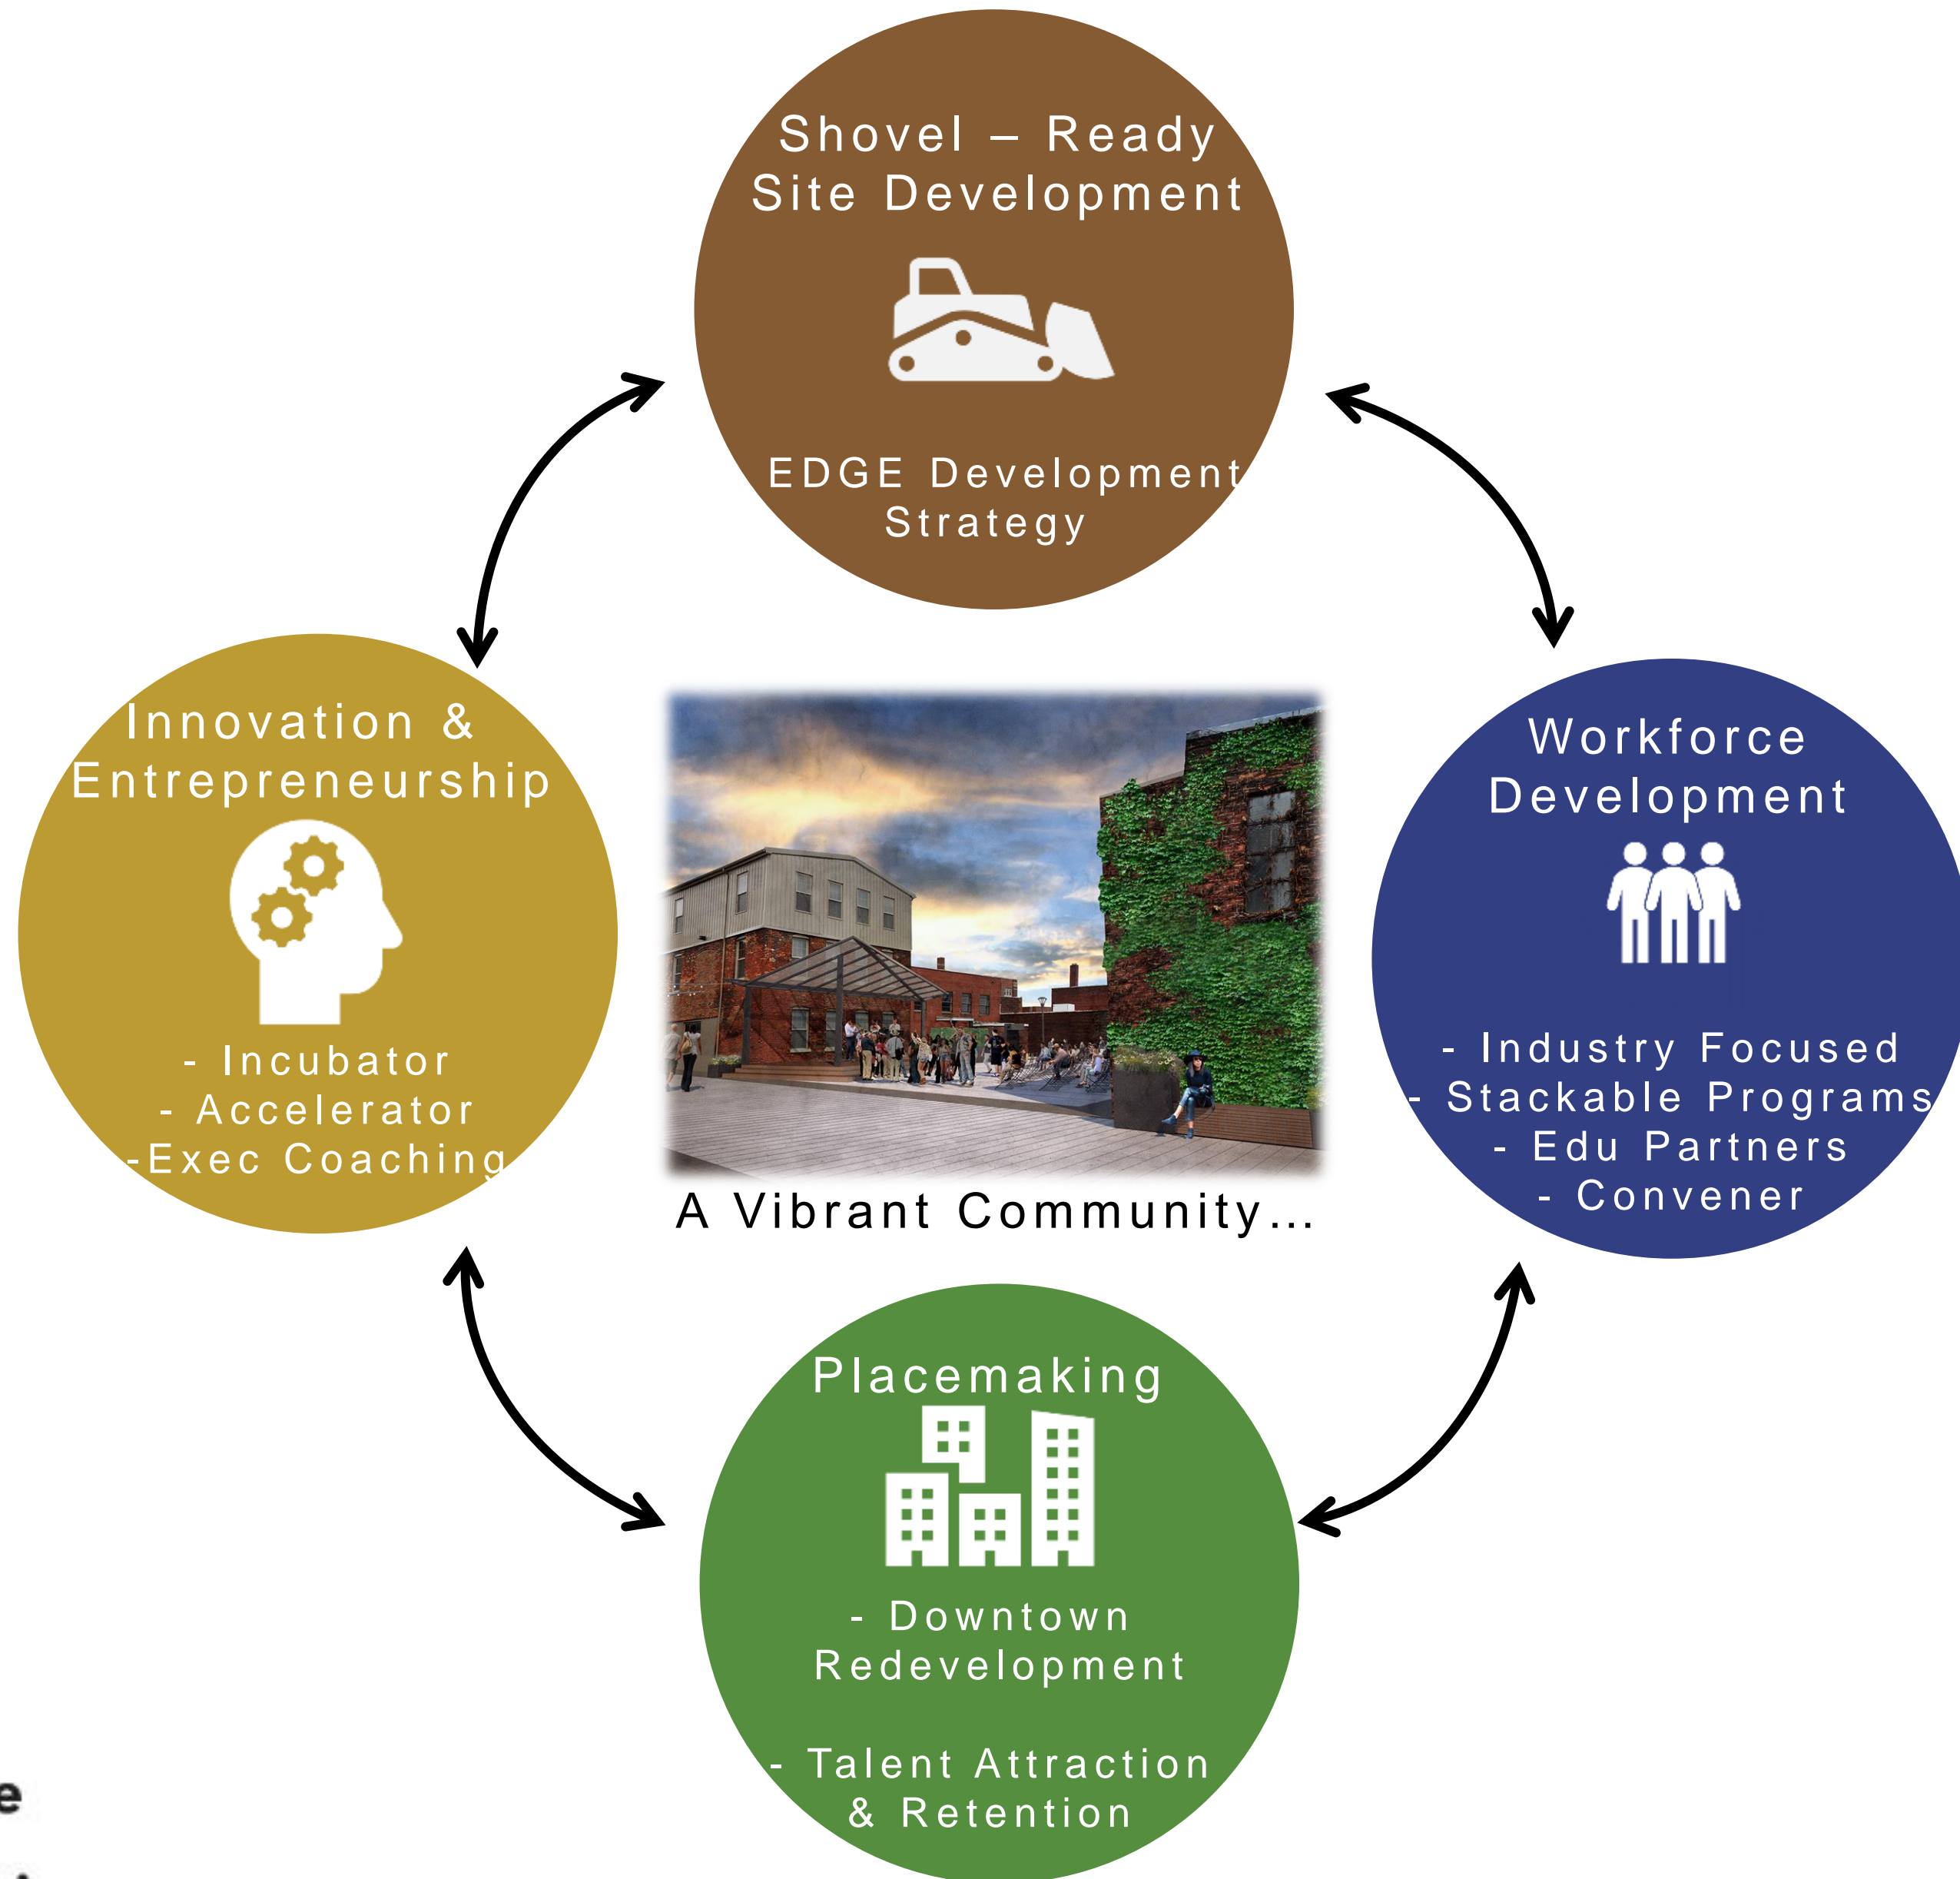 Shovel – Ready
Site Development
EDGE Development
Strategy
Innovation &
Entrepreneurship
- Incubator
- Accelerator
-Exec Coaching
Workforce
Development
- Industry Focused
- Stackable Programs
- Edu Partners
- Convener
A Vibrant Community...
Placemaking
- Downtown
Redevelopment
- Talent Attraction
& Retention